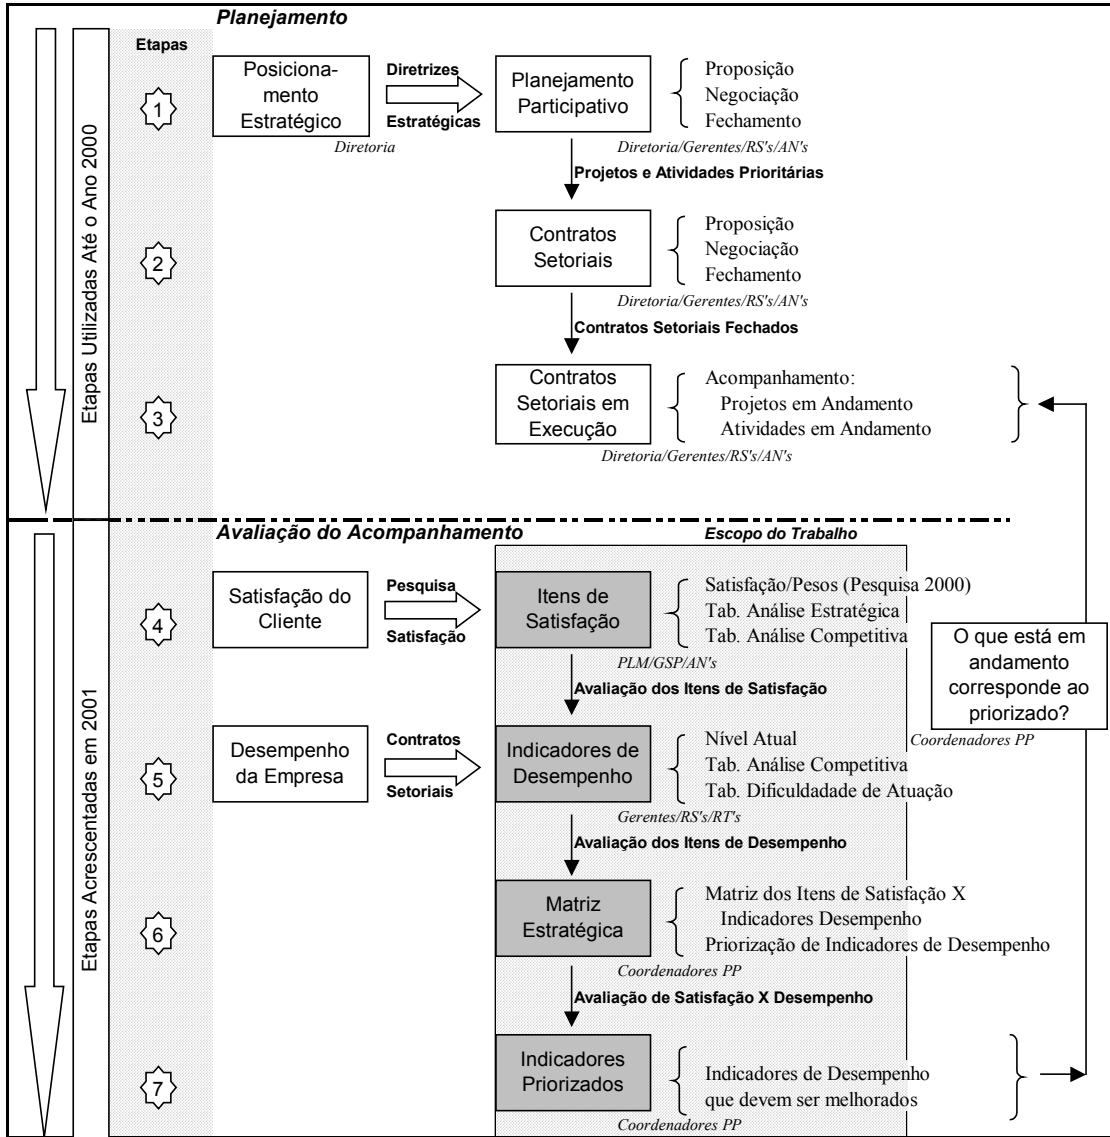 Planejamento
Etapas Utilizadas Até o Ano 2000
Etapas
1
Posiciona-
mento
Estratégico
Diretoria
Diretrizes
Estratégicas
Planejamento
Participativo
Proposição
Negociação
Fechamento
Diretoria/Gerentes/RS's/AN's
Projetos e Atividades Prioritárias
2
Contratos
Setoriais
Proposição
Negociação
Fechamento
Diretoria/Gerentes/RS's/AN's
Contratos Setoriais Fechados
3
Contratos
Setoriais em
Execução
Acompanhamento:
Projetos em Andamento
Atividades em Andamento
Diretoria/Gerentes/RS's/AN's
Avaliação do Acompanhamento
Escopo do Trabalho
Etapas Acrescentadas em 2001
4
Satisfação do
Cliente
Pesquisa
Satisfação
Itens de
Satisfação
Satisfação/Pesos (Pesquisa 2000)
Tab. Análise Estratégica
Tab. Análise Competitiva
PLM/GSP/AN's
Avaliação dos Itens de Satisfação
O que está em
andamento
corresponde ao
priorizado?
Coordenadores PP
5
Desempenho
da Empresa
Contratos
Setoriais
Indicadores de
Desempenho
Nível Atual
Tab. Análise Competitiva
Tab. Dificuldadade de Atuação
Gerentes/RS's/RT's
Avaliação dos Itens de Desempenho
6
Matriz
Estratégica
Matriz dos Itens de Satisfação X
Indicadores Desempenho
Priorização de Indicadores de Desempenho
Coordenadores PP
Avaliação de Satisfação X Desempenho
7
Indicadores
Priorizados
Indicadores de Desempenho
que devem ser melhorados
Coordenadores PP